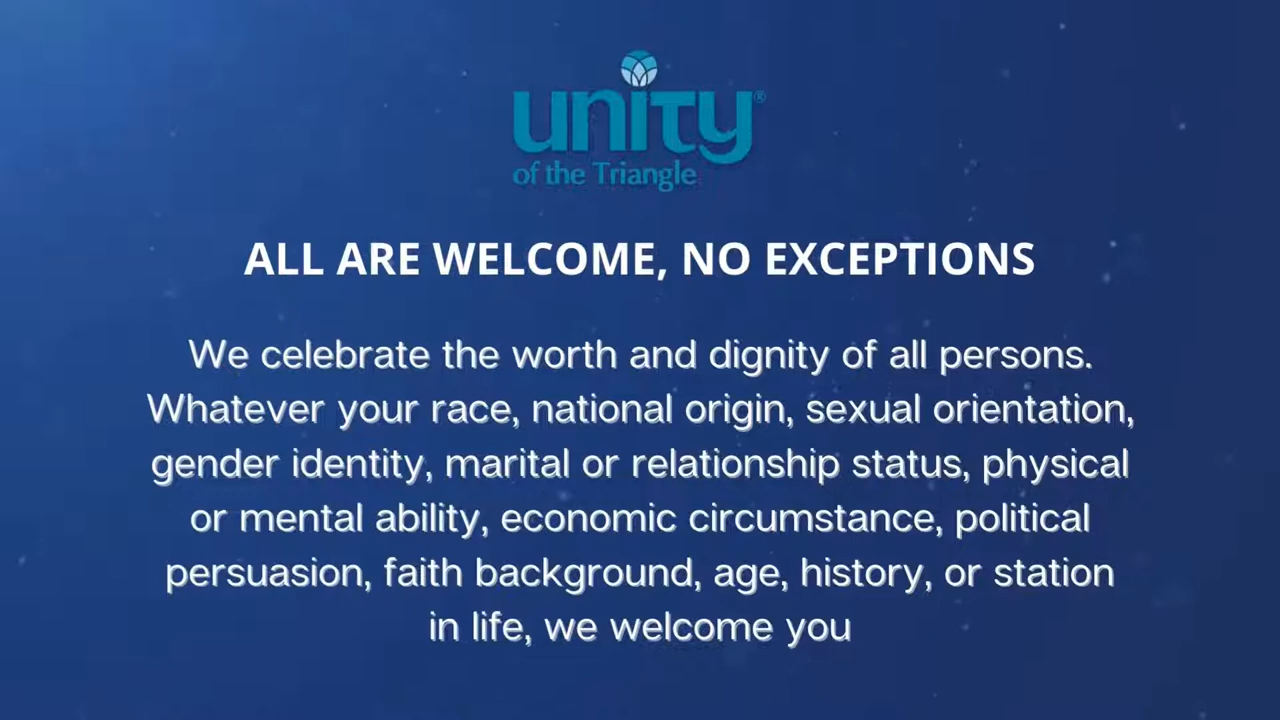 unity®
of the Triangle
ALL ARE WELCOME, NO EXCEPTIONS
We celebrate the worth and dignity of all persons.
Whatever your race, national origin, sexual orientation,
gender identity, marital or relationship status, physical
or mental ability, economic circumstance, political
persuasion, faith background, age, history, or station
in life, we welcome you